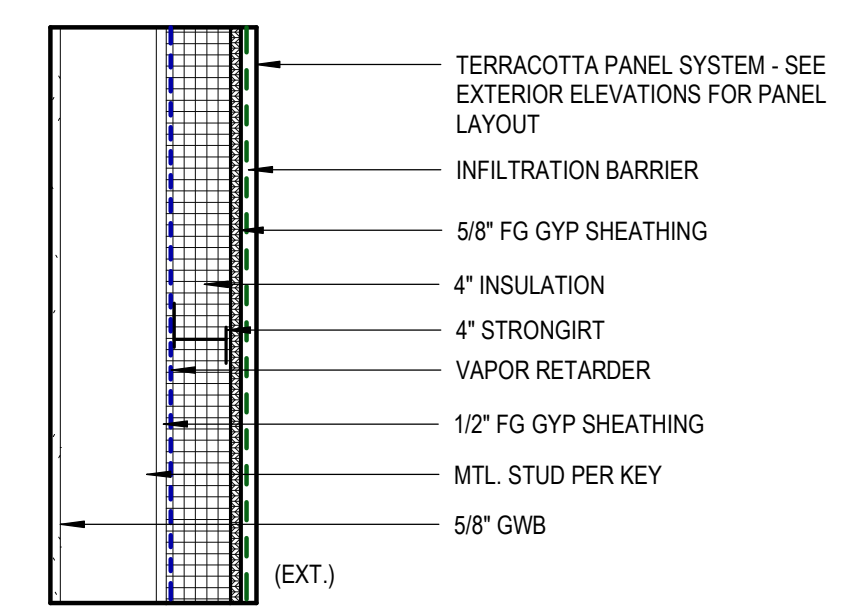 TERRACOTTA PANEL SYSTEM - SEE
EXTERIOR ELEVATIONS FOR PANEL
LAYOUT
INFILTRATION BARRIER
5/8" FG GYP SHEATHING
4" INSULATION
4" STRONGIRT
VAPOR RETARDER
1/2" FG GYP SHEATHING
MTL. STUD PER KEY
5/8" GWB
(EXT.)